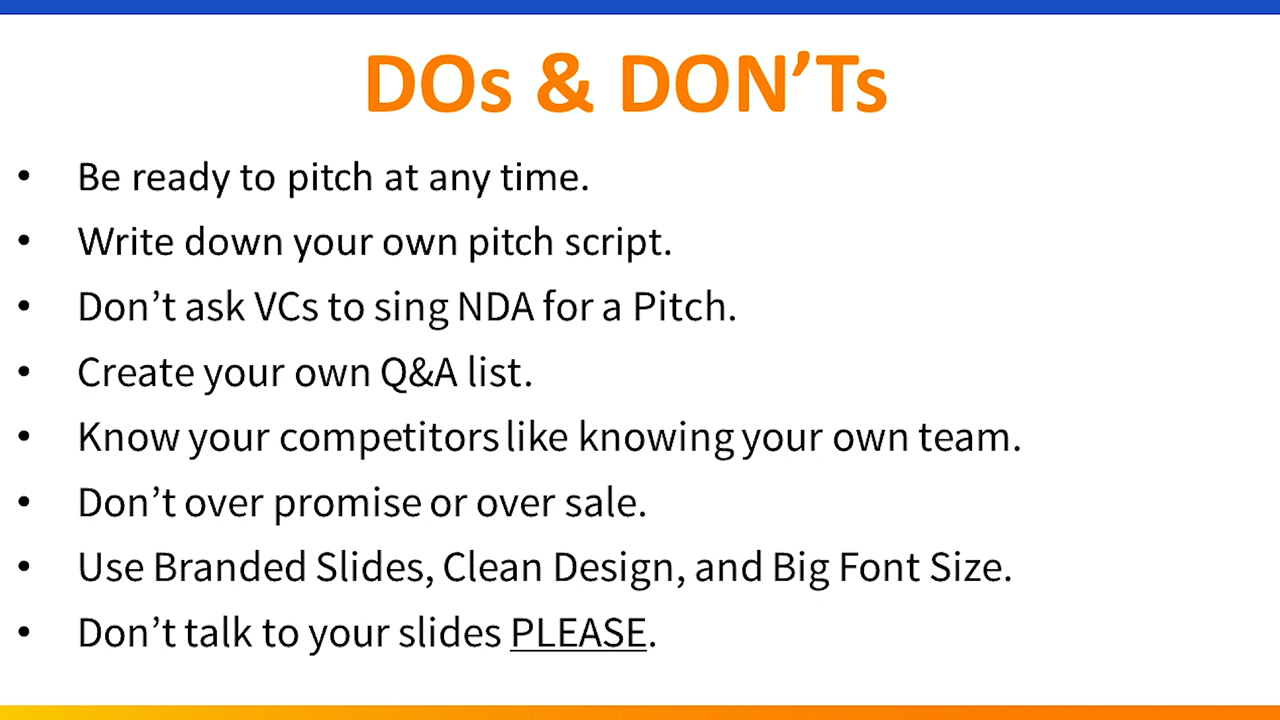 DOs & DON’Ts
• Be ready to pitch at any time.
• Write down your own pitch script.
• Don’t ask VCs to sing NDA for a Pitch.
• Create your own Q&A list.
• Know your competitors like knowing your own team.
• Don’t over promise or over sale.
• Use Branded Slides, Clean Design, and Big Font Size.
• Don’t talk to your slides PLEASE.